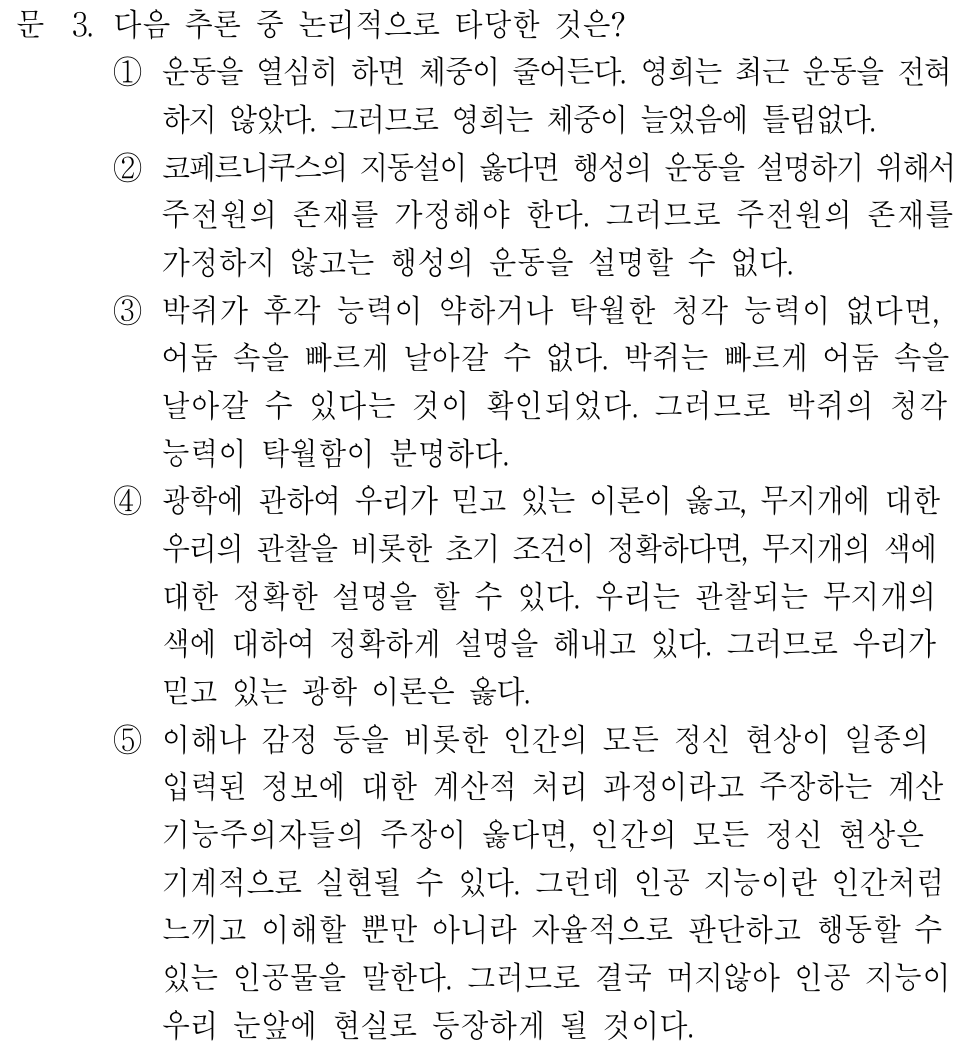 문 3. 다음 추론 중 논리적으로 타당한 것은?
① 운동을 열심히 하면 체중이 줄어든다. 영희는 최근 운동을 전혀
하지 않았다. 그러므로 영희는 체중이 늘었음에 틀림없다.
② 코페르니쿠스의 지동설이 옳다면 행성의 운동을 설명하기 위해서
주전원의 존재를 가정해야 한다. 그러므로 주전원의 존재를
가정하지 않고는 행성의 운동을 설명할 수 없다.
③ 박쥐가 후각 능력이 약하거나 탁월한 청각 능력이 없다면,
어둠 속을 빠르게 날아갈 수 없다. 박쥐는 빠르게 어둠 속을
날아갈 수 있다는 것이 확인되었다. 그러므로 박쥐의 청각
능력이 탁월함이 분명하다.
④ 광학에 관하여 우리가 믿고 있는 이론이 옳고, 무지개에 대한
우리의 관찰을 비롯한 초기 조건이 정확하다면, 무지개의 색에
대한 정확한 설명을 할 수 있다. 우리는 관찰되는 무지개의
색에 대하여 정확하게 설명을 해내고 있다. 그러므로 우리가
믿고 있는 광학 이론은 옳다.
⑤ 이해나 감정 등을 비롯한 인간의 모든 정신 현상이 일종의
입력된 정보에 대한 계산적 처리 과정이라고 주장하는 계산
기능주의자들의 주장이 옳다면, 인간의 모든 정신 현상은
기계적으로 실현될 수 있다. 그런데 인공 지능이란 인간처럼
느끼고 이해할 뿐만 아니라 자율적으로 판단하고 행동할 수
있는 인공물을 말한다. 그러므로 결국 머지않아 인공 지능이
우리 눈앞에 현실로 등장하게 될 것이다.